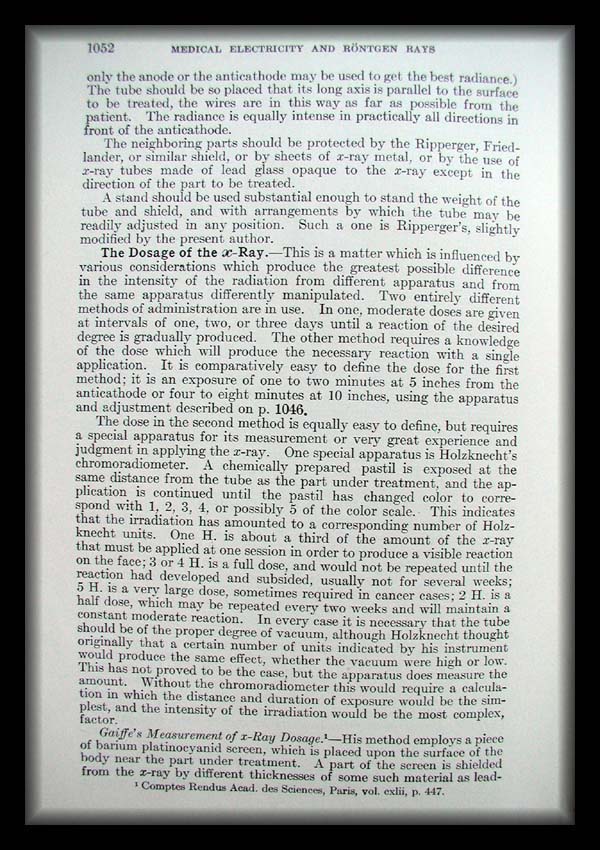 1052 MEDICAL ELECTRICITY AND RÖNTGEN RAYS
only the anode or the anticathode may be used to get the best radiance.)
The tube should be so placed that its long axis is parallel to the surface
to be treated, the wires are in this way as far as possible from the
patient. The radiance is equally intense in practically all directions in
front of the anticathode.
The neighboring parts should be protected by the Ripperger, Fried-
lander, or similar shield, or by sheets of x-ray metal, or by the use of
x-ray tubes made of lead glass opaque to the x-ray except in the
direction of the part to be treated.
A stand should be used substantial enough to stand the weight of the
tube and shield, and with arrangements by which the tube may be
readily adjusted in any position. Such a one is Ripperger's, slightly
modified by the present author.
The Dosage of the x-Ray.—This is a matter which is influenced by
various considerations which produce the greatest possible difference
in the intensity of the radiation from different apparatus and from
the same apparatus differently manipulated. Two entirely different
methods of administration are in use. In one, moderate doses are given
at intervals of one, two, or three days until a reaction of the desired
degree is gradually produced. The other method requires a knowledge
of the dose which will produce the necessary reaction with a single
application. It is comparatively easy to define the dose for the first
method; it is an exposure of one to two minutes at 5 inches from the
anticathode or four to eight minutes at 10 inches, using the apparatus
and adjustment described on p. 1046.
The dose in the second method is equally easy to define, but requires
a special apparatus for its measurement or very great experience and
judgment in applying the x-ray. One special apparatus is Holzknecht's
chromoradiometer. A chemically prepared pastil is exposed at the
same distance from the tube as the part under treatment, and the ap-
plication is continued until the pastil has changed color to corre-
spond with 1, 2, 3, 4, or possibly 5 of the color scale. This indicates
that the irradiation has amounted to a corresponding number of Holz-
knecht units. One H. is about a third of the amount of the x-ray
that must be applied at one session in order to produce a visible reaction
on the face; 3 or 4 H. is a full dose, and would not be repeated until the
reaction had developed and subsided, usually not for several weeks;
5 H. is a very large dose, sometimes required in cancer cases; 2 H. is a
half dose, which may be repeated every two weeks and will maintain a
constant moderate reaction. In every case it is necessary that the tube
should be of the proper degree of vacuum, although Holzknecht thought
originally that a certain number of units indicated by his instrument
would produce the same effect, whether the vacuum were high or low.
This has not proved to be the case, but the apparatus does measure the
amount. Without the chromoradiometer this would require a calcula-
tion in which the distance and duration of exposure would be the sim-
plest, and the intensity of the irradiation would be the most complex,
factor.
Gaiffe's Measurement of x-Ray Dosage.¹—His method employs a piece
of barium platinocyanid screen, which is placed upon the surface of the
body near the part under treatment. A part of the screen is shielded
from the x-ray by different thicknesses of some such material as lead-
¹ Comptes Rendus Acad. des Sciences, Paris, vol. cxlii, p. 447.